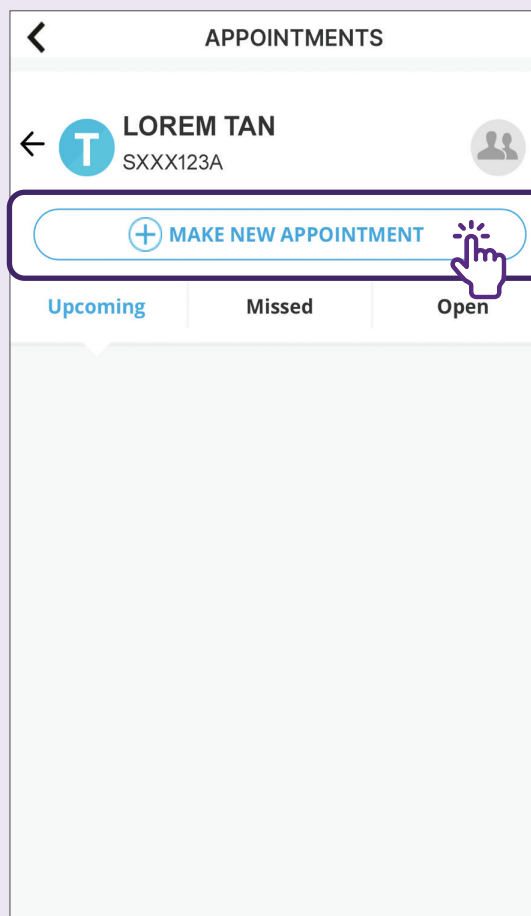 APPOINTMENTS
T
LOREM TAN
SXXX123A
MAKE NEW APPOINTMENT
Upcoming Missed Open